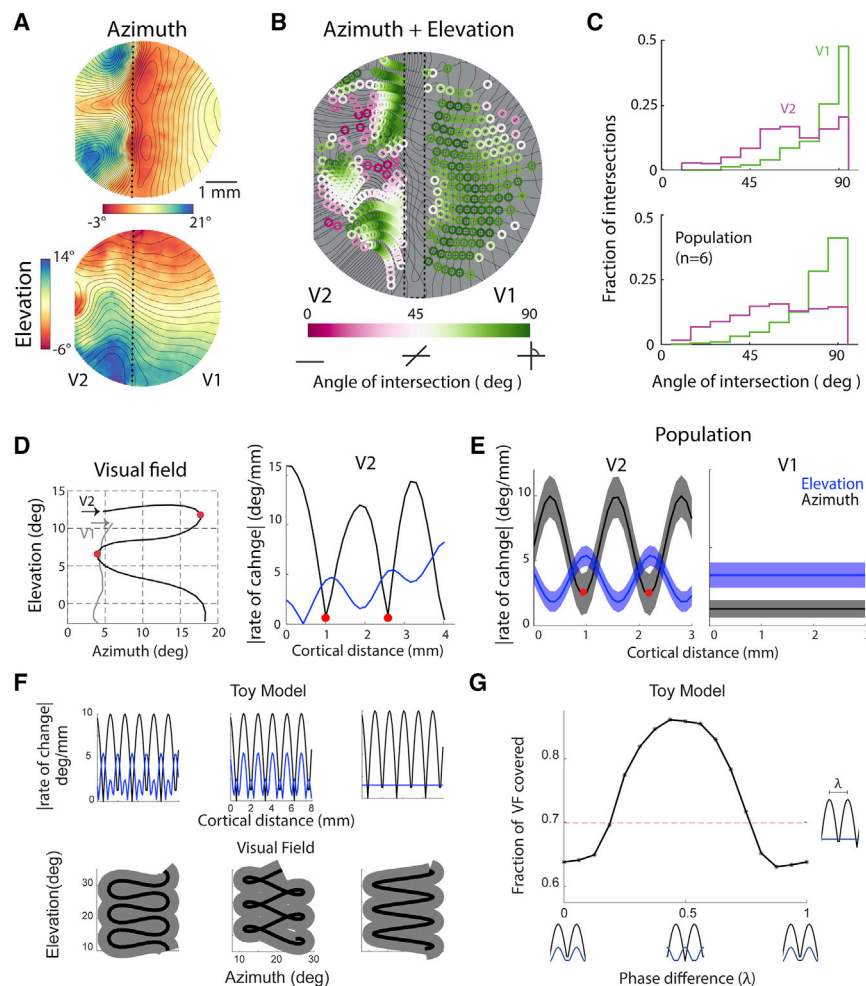 A
Azimuth
1 mm
-3° 21°
Elevation
14°
-6°
V2 V1
B
Azimuth + Elevation
V2 V1
0 45 90
Angle of intersection ( deg )
C
Fraction of intersections
0.5
0.25
0
V1
V2
45 90
0.5
0.25
0
Population
(n=6)
45 90
Angle of intersection ( deg )
D
Visual field
Elevation (deg)
15
10
5
0
V2
V1
0 5 10 15 20
Azimuth (deg)
V2
|rate of cahnge| (deg/mm)
15
10
5
0
0 1 2 3 4
Cortical distance (mm)
E
Population
V2 V1
Elevation
Azimuth
|rate of cahnge| (deg/mm)
10
5
0
0 1 2 3 0 1 2 3
Cortical distance (mm)
F
Toy Model
|rate of change|
deg/mm
10
5
0
0 2 4 6 8
Cortical distance (mm)
Visual Field
Elevation(deg)
30
20
10
10 20 30
Azimuth (deg)
G
Toy Model
Fraction of VF covered
0.8
0.7
0.6
λ
0 0.5 1
Phase difference (λ)